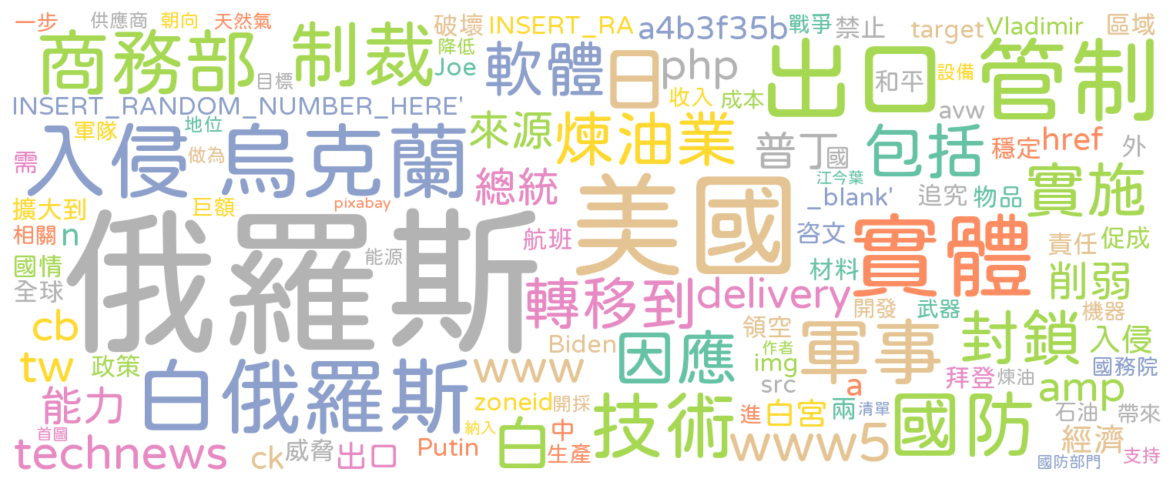 一步 供應商 朝向 天然氣 破壞 INSERT_RA a4b3f35b 戰爭 禁止 target Vladimir 區域
商務部 制裁 降低 Joe 軟體 日 php 出口 管制
目標 收入 成本 和平 設備
INSERT_RANDOM_NUMBER_HERE' avw
軍隊 地位 入侵 烏克蘭 來源 煉油業 普丁 國 包括 穩定 href 外
需 做為 總統 江今葉 追究 物品 實施
擴大到 巨額 pixabay 俄羅斯 美國 _blank' 實體
相關 n 航班 咨文 責任 促成
國情 能源 材料 削弱
全球 轉移到 delivery 開發 武器 機器
cb 領空 軍事 封鎖 入侵
tw 政策 白俄羅斯 www Biden 因應 作者 img 拜登 國務院
能力 zoneid 開採 src a 煉油 amp
首圖 納入 白 中 技術 進 白宮 兩 清單 國防 石油 帶來
technews ck 威脅 出口 Putin 生產 www5 經濟 支持
國防部門